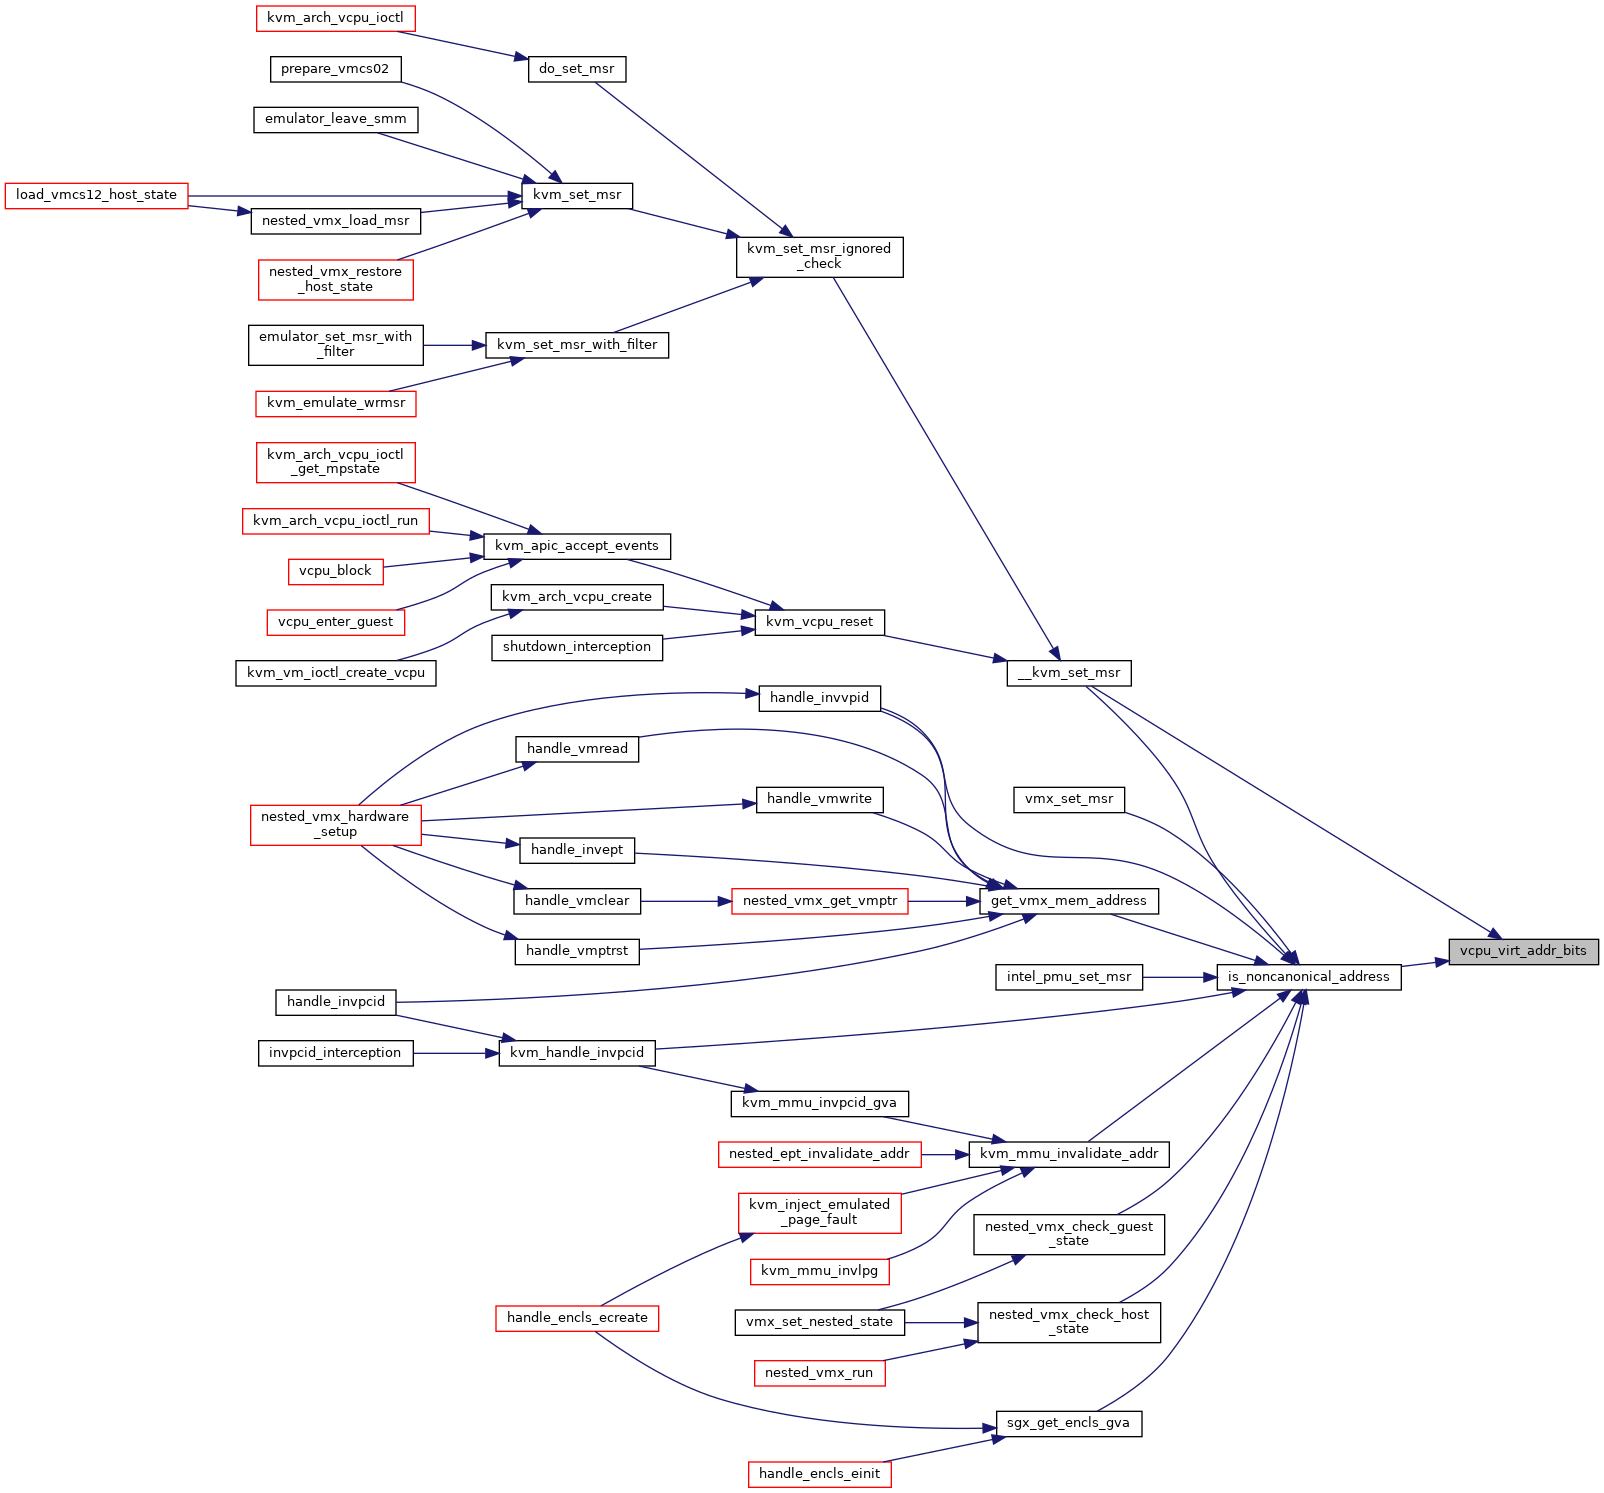 kvm_arch_vcpu_ioctl
do_set_msr
prepare_vmcs02
emulator_leave_smm
load_vmcs12_host_state
kvm_set_msr
nested_vmx_load_msr
kvm_set_msr_ignored
_check
nested_vmx_restore
_host_state
emulator_set_msr_with
_filter
kvm_set_msr_with_filter
kvm_emulate_wrmsr
kvm_arch_vcpu_ioctl
_get_mpstate
kvm_arch_vcpu_ioctl_run
kvm_apic_accept_events
vcpu_block
kvm_arch_vcpu_create
vcpu_enter_guest
kvm_vcpu_reset
shutdown_interception
kvm_vm_ioctl_create_vcpu
__kvm_set_msr
handle_invvpid
handle_vmread
handle_vmwrite
vmx_set_msr
nested_vmx_hardware
_setup
handle_invept
handle_vmclear
nested_vmx_get_vmptr
get_vmx_mem_address
handle_vmptrst
vcpu_virt_addr_bits
intel_pmu_set_msr
is_noncanonical_address
handle_invpcid
invpcid_interception
kvm_handle_invpcid
kvm_mmu_invpcid_gva
nested_ept_invalidate_addr
kvm_mmu_invalidate_addr
kvm_inject_emulated
_page_fault
nested_vmx_check_guest
_state
kvm_mmu_invlpg
handle_encls_ecreate
vmx_set_nested_state
nested_vmx_check_host
_state
nested_vmx_run
sgx_get_encls_gva
handle_encls_einit